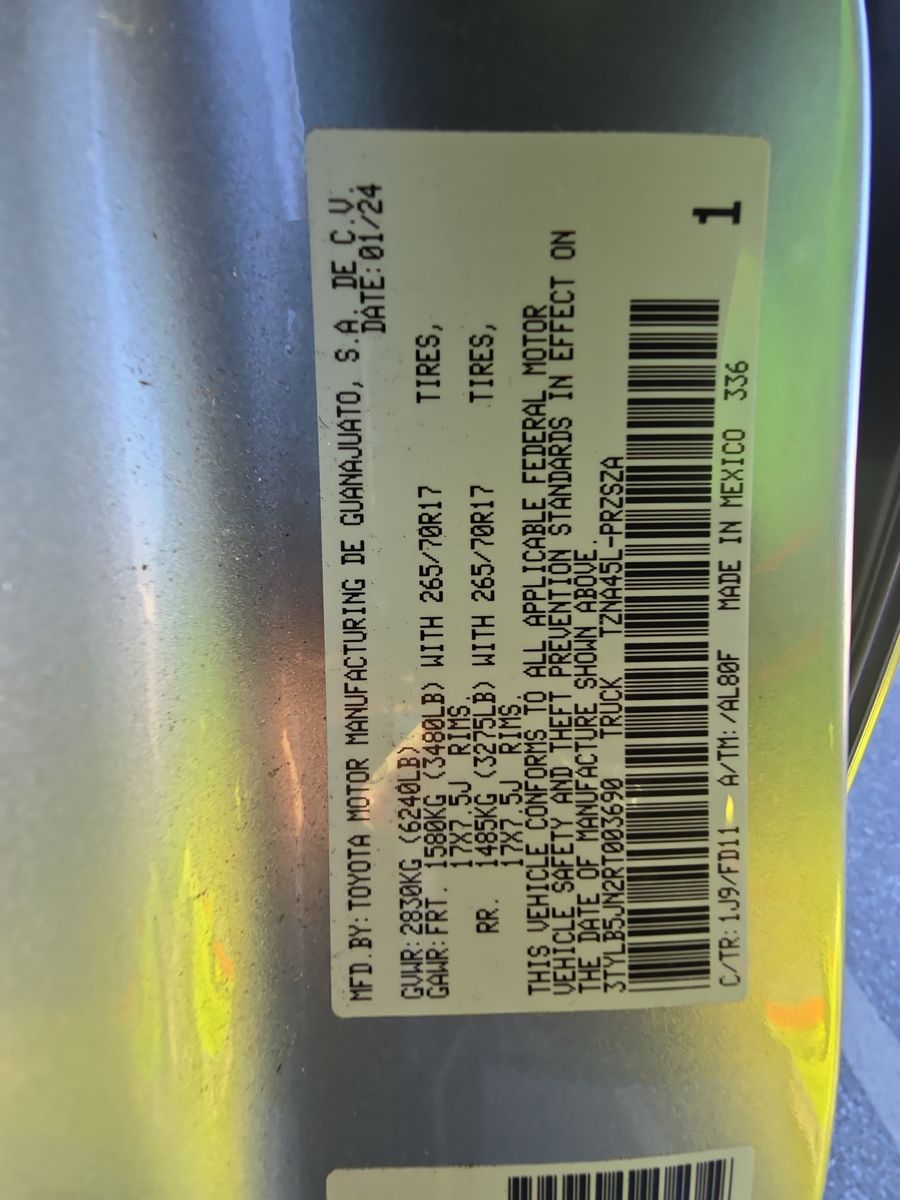 MFD.BY:TOYOTA MOTOR MANUFACTURING DE GUANAJUATO, S.A. DE C.V.
DATE:01/24
GVWR:2830KG (6240LB)
GAWR:FRT. 1580KG (3480LB) WITH 265/70R17 TIRES,
17X7.5J RIMS.
RR. 1485KG (3275LB) WITH 265/70R17 TIRES,
17X7.5J RIMS.
THIS VEHICLE CONFORMS TO ALL APPLICABLE FEDERAL MOTOR
VEHICLE SAFETY AND THEFT PREVENTION STANDARDS IN EFFECT ON
THE DATE OF MANUFACTURE SHOWN ABOVE.
3TYLB5JN2RT003690 TRUCK TZNA45L-PRZSZA
C/TR:1J9/FD11 A/TM:/AL80F MADE IN MEXICO 336
1